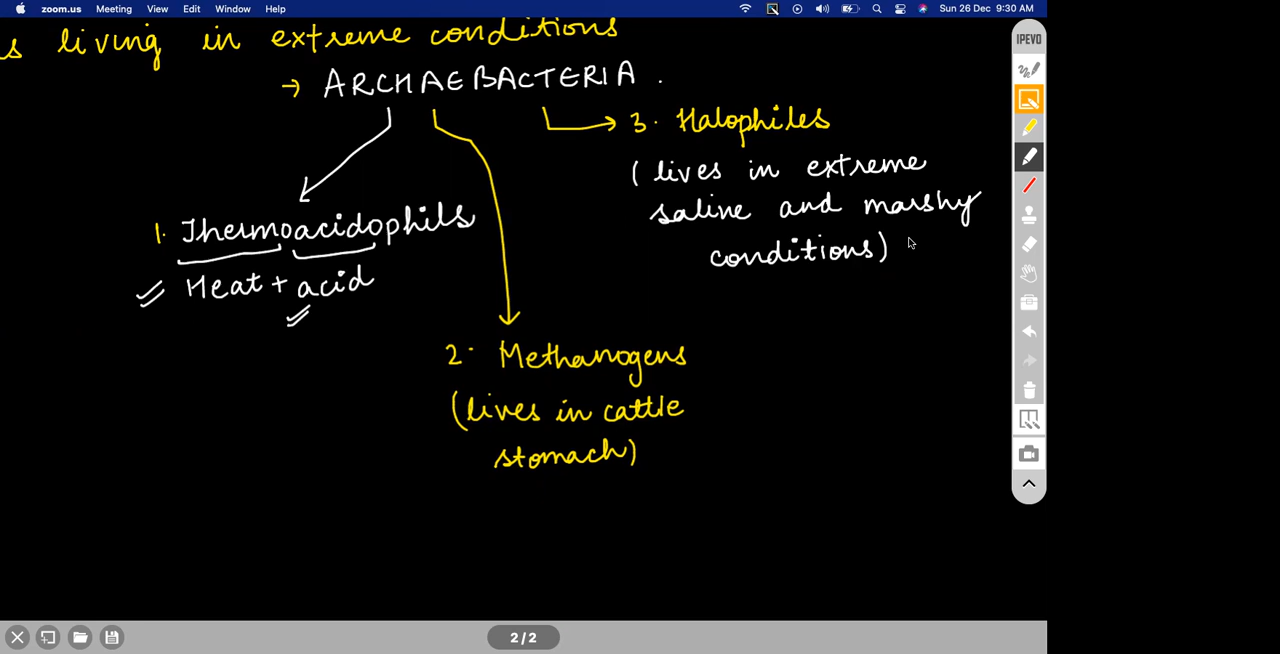 zoom.us Meeting View Edit Window Help Sun 26 Dec 9:30 AM
s living in extreme conditions
→ ARCHAEBACTERIA .
IPEVO
3. Halophiles
(lives in extreme
saline and marshy
conditions)
1. Thermoacidophils
Heat + acid
2. Methanogens
(lives in cattle
stomach)
2/2